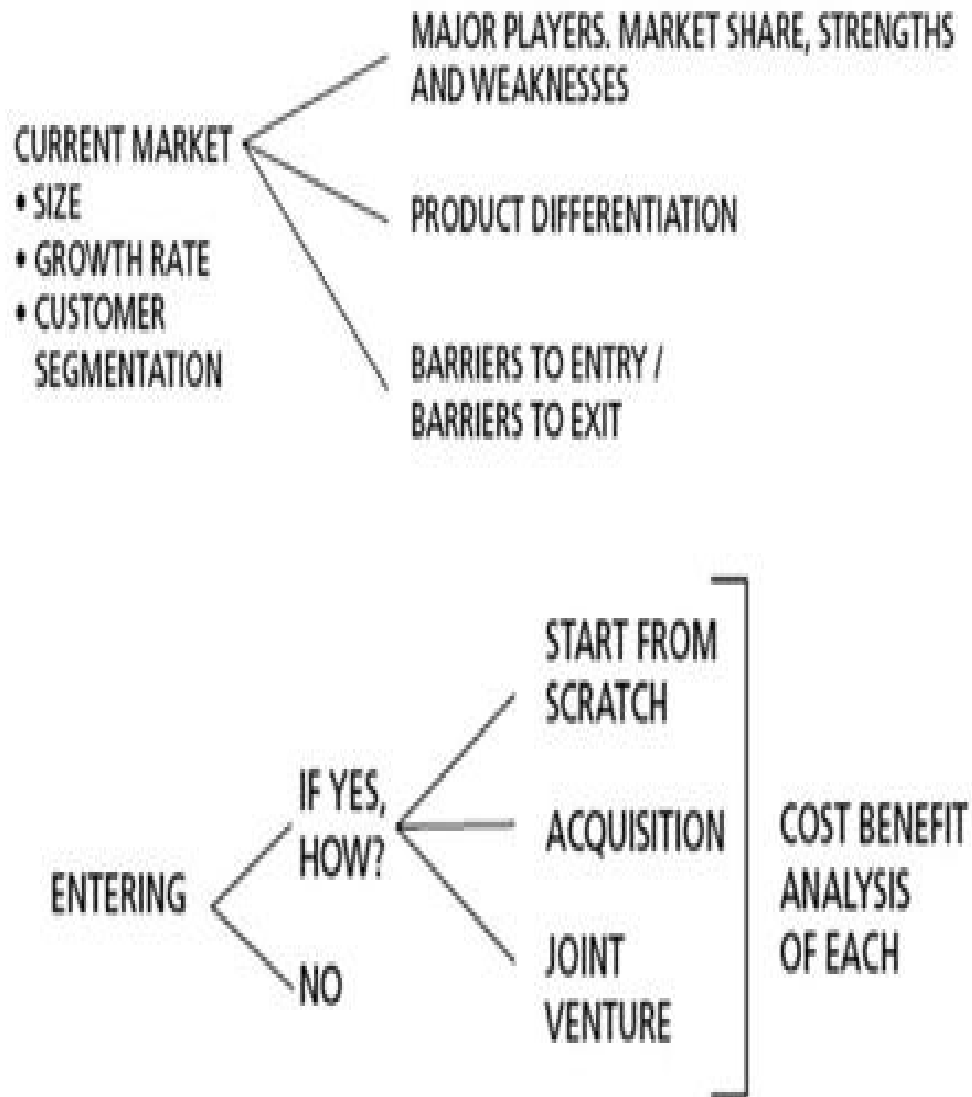 MAJOR PLAYERS. MARKET SHARE, STRENGTHS
AND WEAKNESSES
CURRENT MARKET
• SIZE
• GROWTH RATE
• CUSTOMER
SEGMENTATION
PRODUCT DIFFERENTIATION
BARRIERS TO ENTRY /
BARRIERS TO EXIT
ENTERING
IF YES,
HOW?
NO
START FROM
SCRATCH
ACQUISITION
JOINT
VENTURE
COST BENEFIT
ANALYSIS
OF EACH